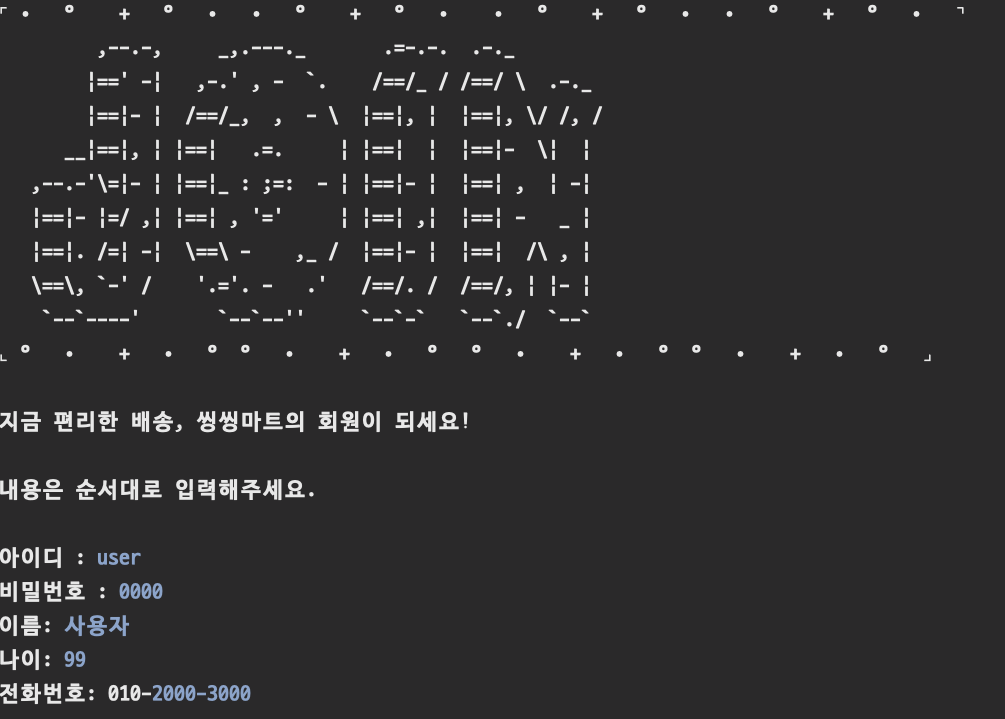 JOIN
지금 편리한 배송, 씽씽마트의 회원이 되세요!
내용은 순서대로 입력해주세요.
아이디 : user
비밀번호 : 0000
이름: 사용자
나이: 99
전화번호: 010-2000-3000